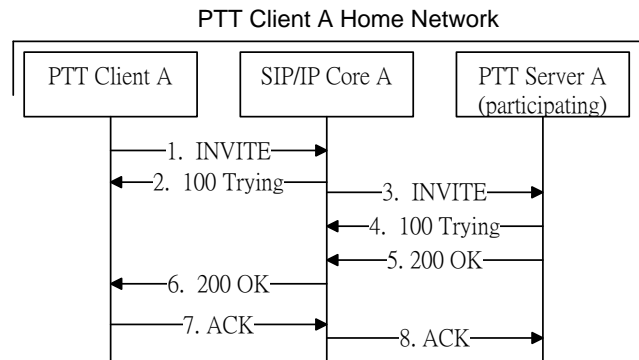 PTT Client A Home Network
PTT Client A
SIP/IP Core A
PTT Server A
(participating)
1. INVITE
2. 100 Trying
3. INVITE
4. 100 Trying
5. 200 OK
6. 200 OK
7. ACK
8. ACK